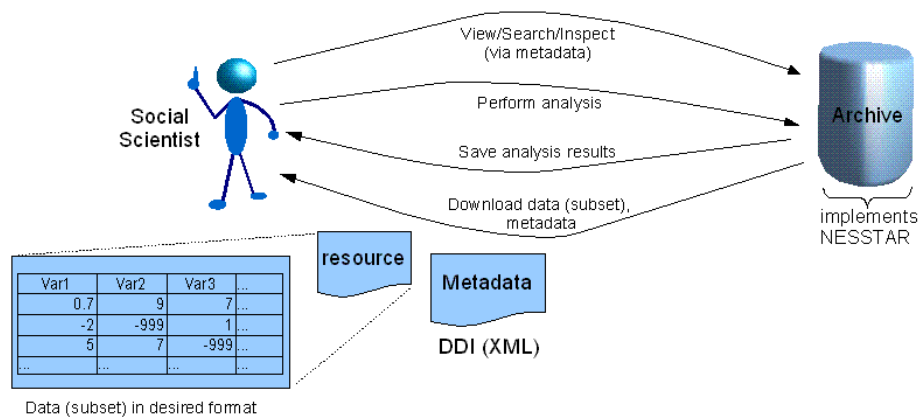 View/Search/Inspect
(via metadata)
Social
Scientist
Perform analysis
Archive
Save analysis results
Download data (subset),
metadata
implements
NESSTAR
resource
Metadata
DDI (XML)
Var1 Var2 Var3 ...
0.7 9 7 ...
-2 -999 1 ...
5 7 -999 ...
... ... ... ...
Data (subset) in desired format